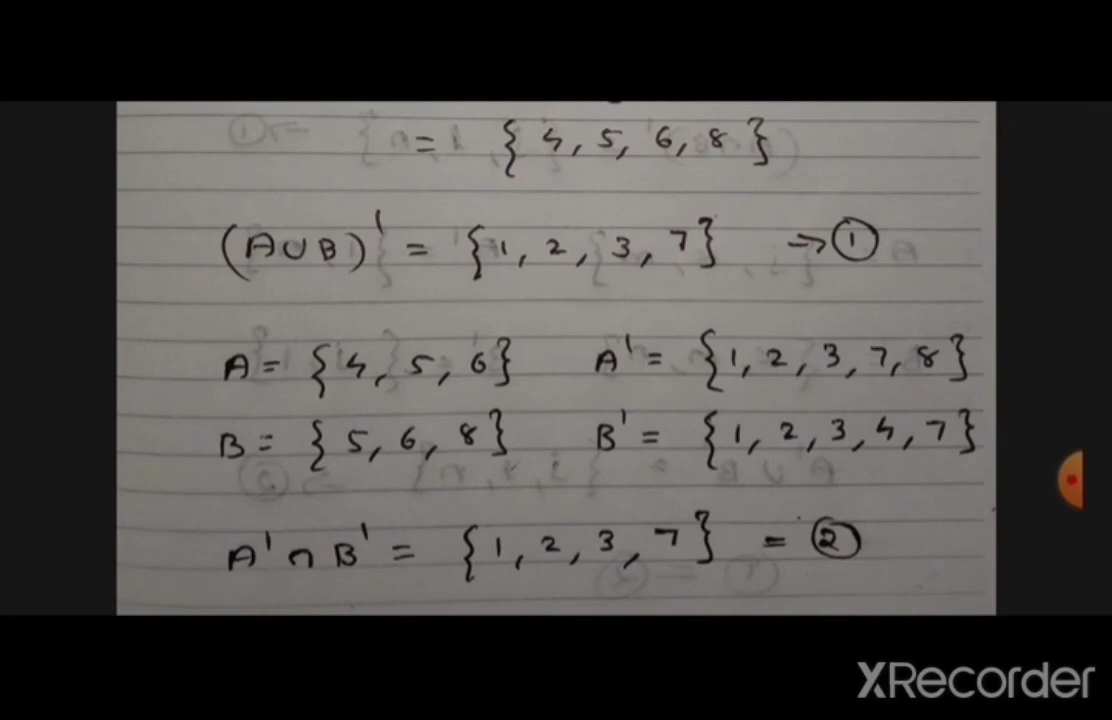 = {4, 5, 6, 8}
(A∪B)' = {1, 2, 3, 7} → ①
A = {4, 5, 6} A' = {1, 2, 3, 7, 8}
B = {5, 6, 8} B' = {1, 2, 3, 4, 7}
A' ∩ B' = {1, 2, 3, 7} = ②
XRecorder